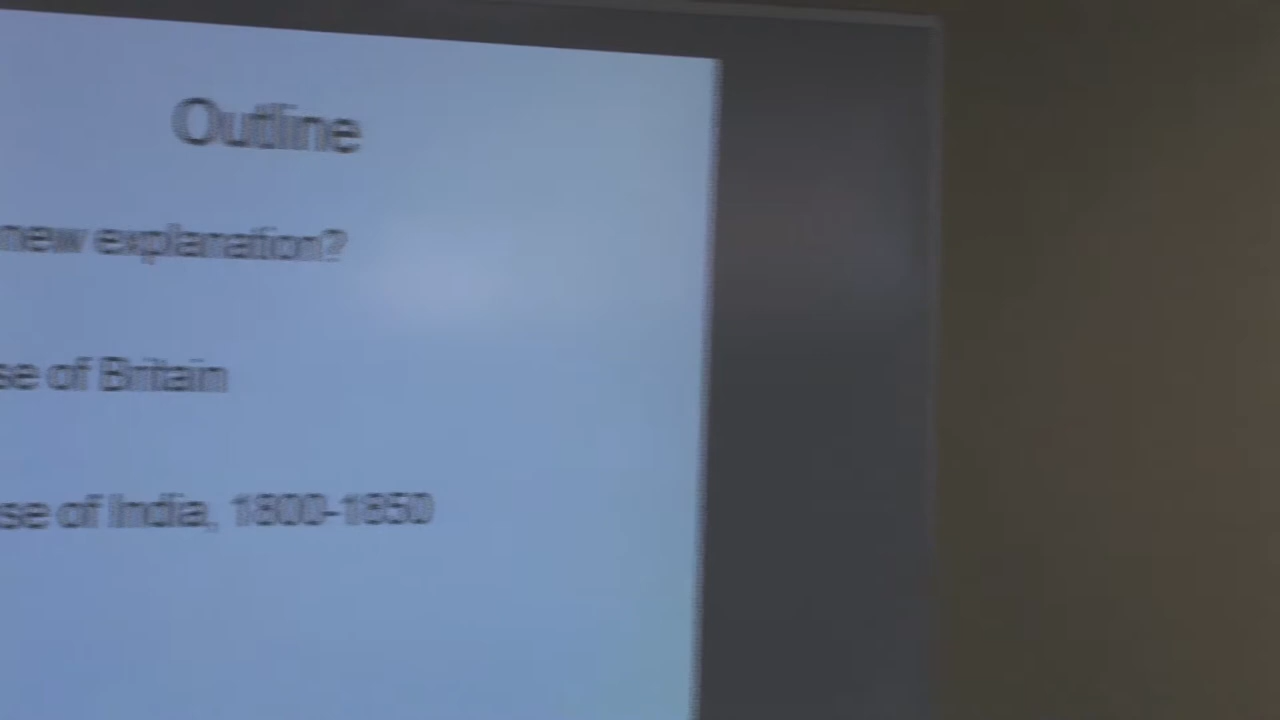 Outline
new explanation?
se of Britain
se of India, 1800-1850